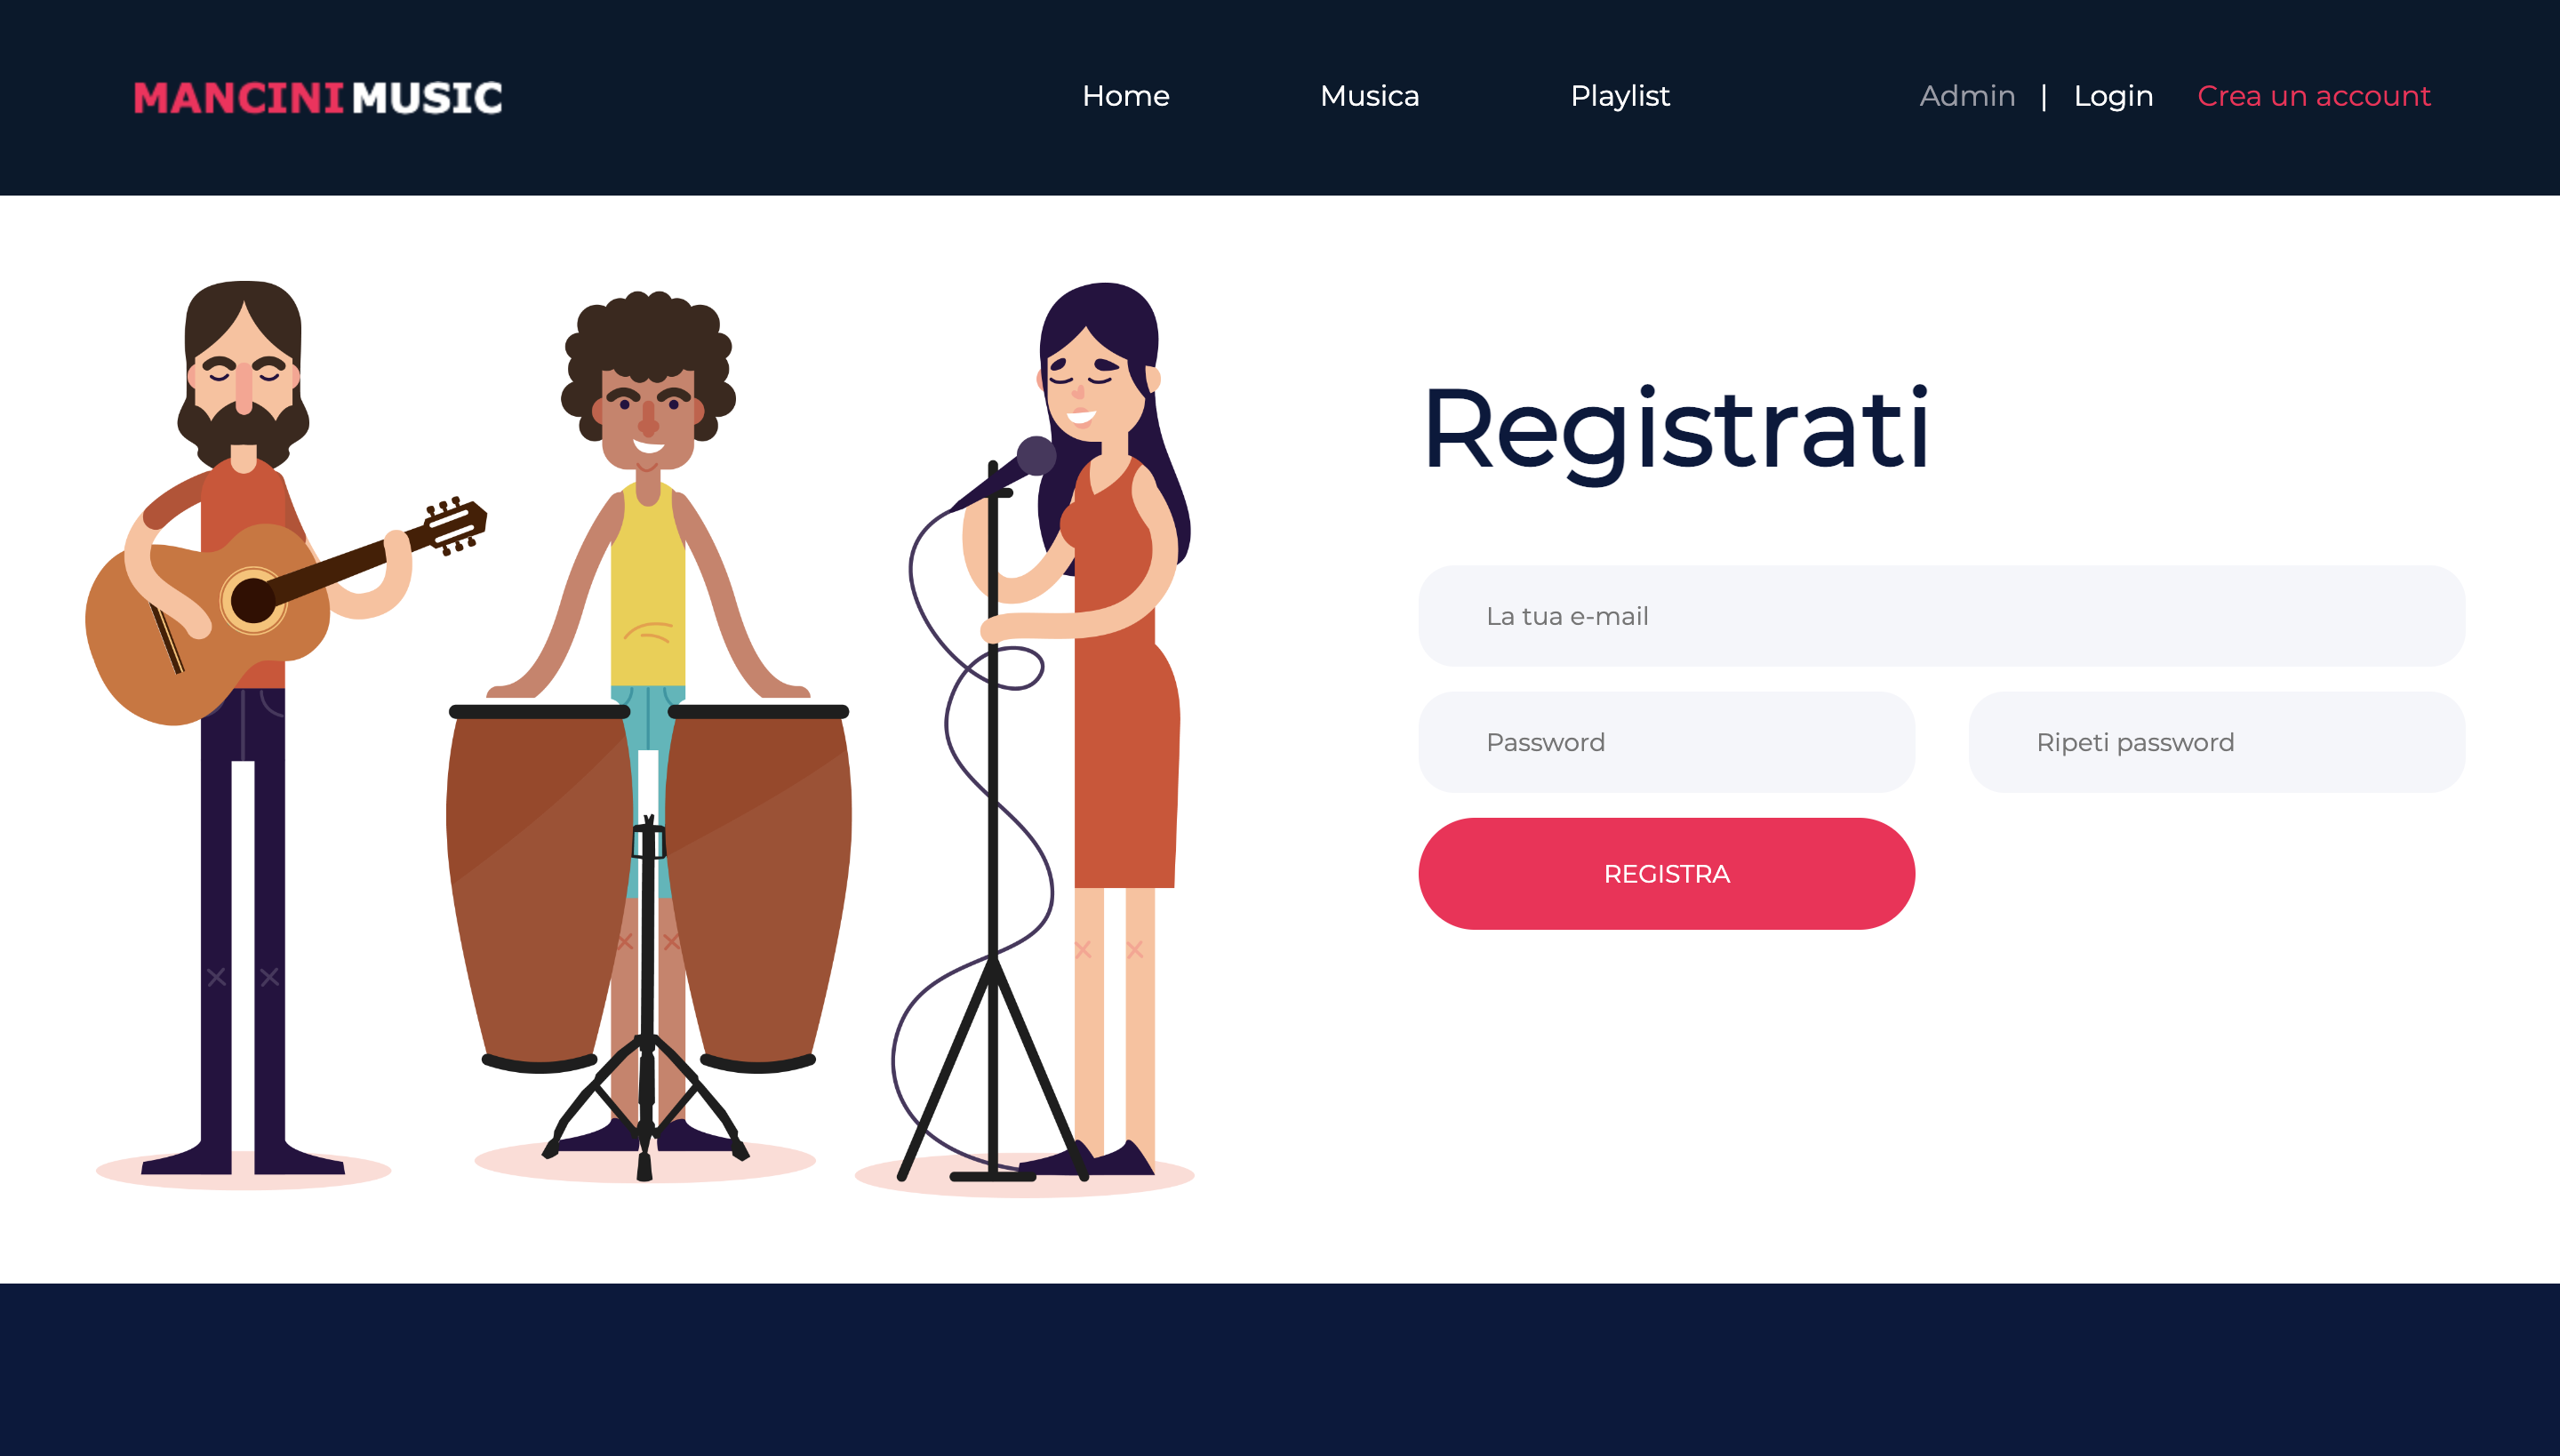 MANCINI MUSIC Home Musica Playlist Admin | Login Crea un account
Registrati
La tua e-mail
Password Ripeti password
REGISTRA